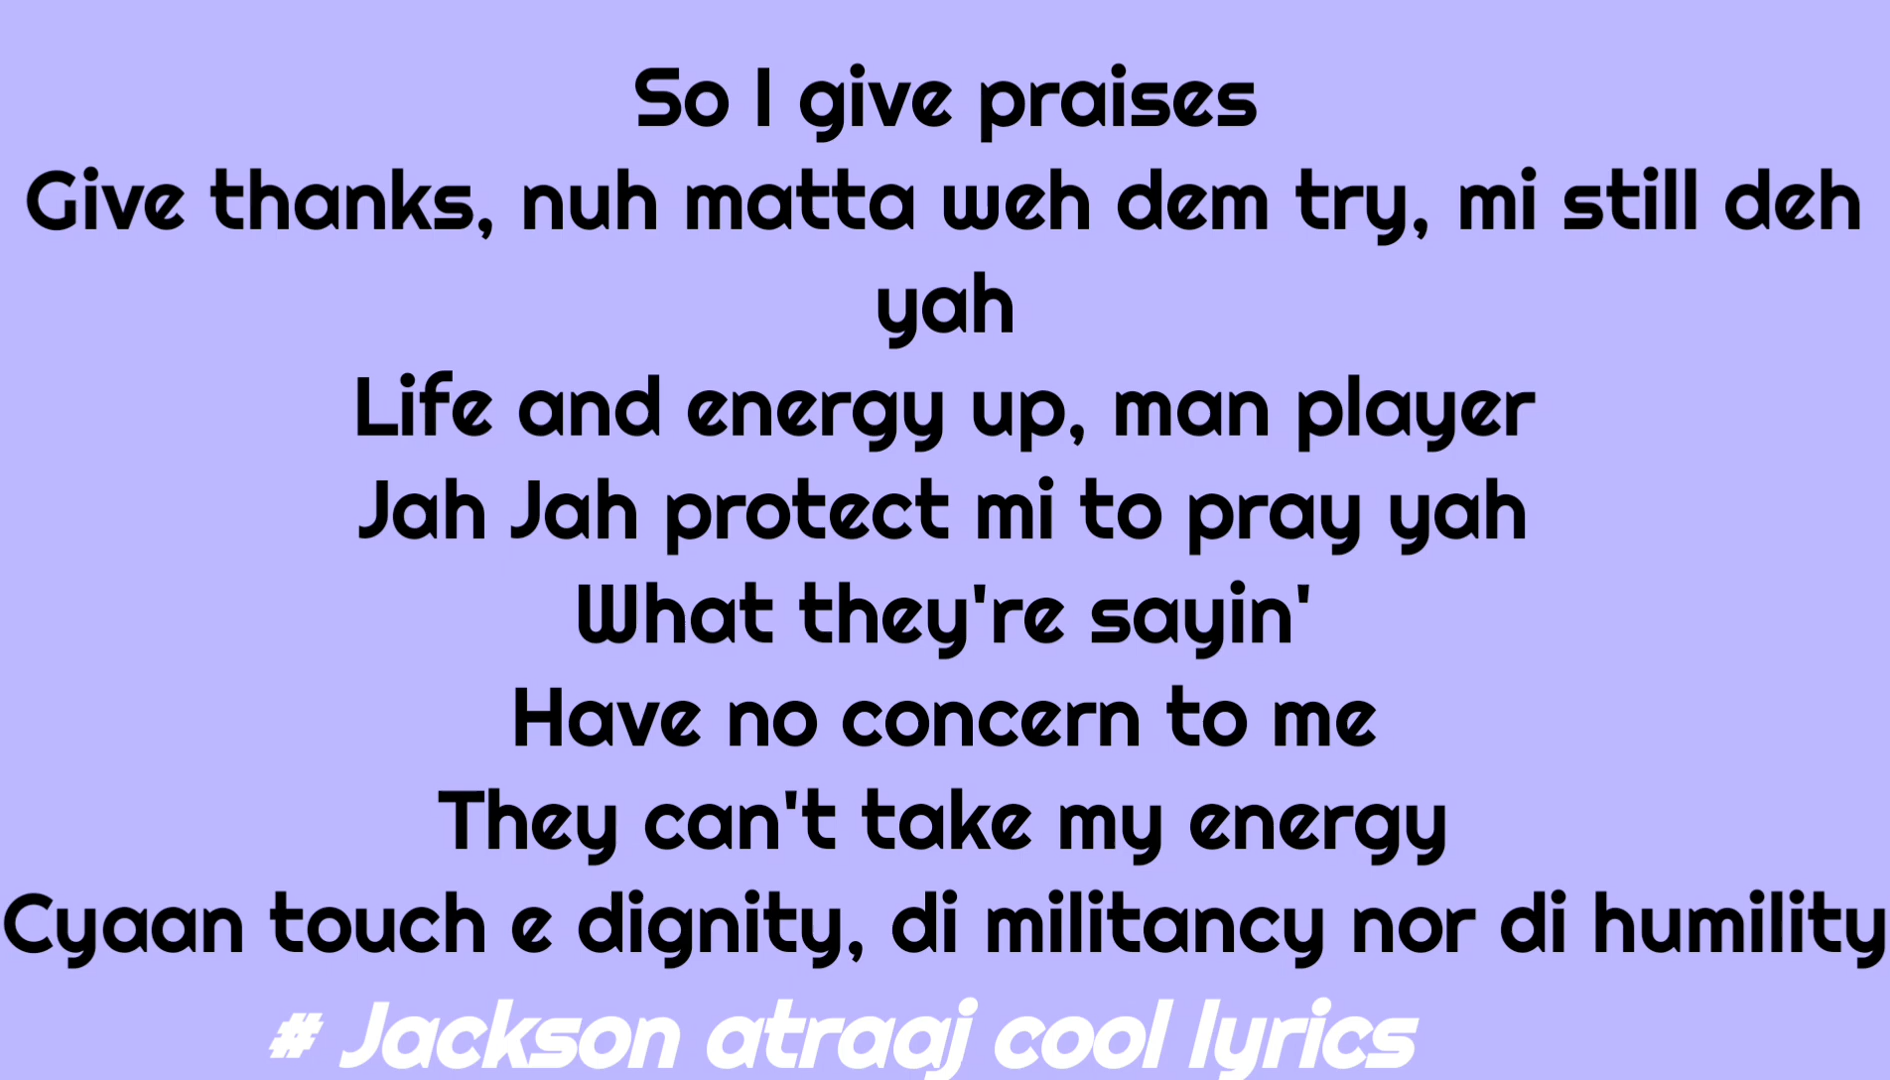 So I give praises
Give thanks, nuh matta weh dem try, mi still deh
yah
Life and energy up, man player
Jah Jah protect mi to pray yah
What they're sayin'
Have no concern to me
They can't take my energy
Cyaan touch e dignity, di militancy nor di humility
# Jackson atraaj cool lyrics